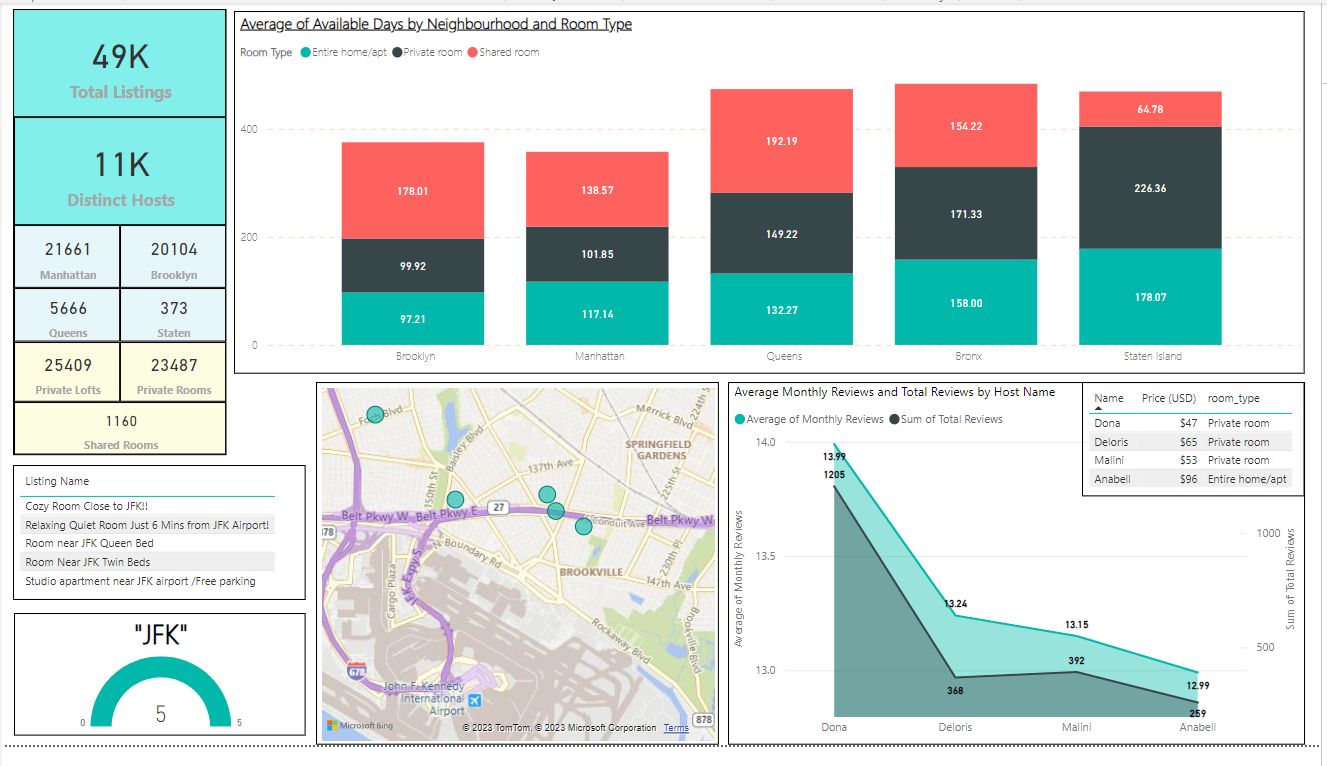 49K
Total Listings
11K
Distinct Hosts
21661
Manhattan
20104
Brooklyn
5666
Queens
373
Staten
25409
Private Lofts
23487
Private Rooms
1160
Shared Rooms
Average of Available Days by Neighbourhood and Room Type
Room Type Entire home/apt Private room Shared room
400
200
0
178.01
99.92
97.21
138.57
101.85
117.14
192.19
149.22
132.27
154.22
171.33
158.00
64.78
226.36
178.07
Brooklyn Manhattan Queens Bronx Staten Island
Listing Name
Cozy Room Close to JFK!!
Relaxing Quiet Room Just 6 Mins from JFK Airport!
Room near JFK Queen Bed
Room Near JFK Twin Beds
Studio apartment near JFK airport /Free parking
"JFK"
0 5 5
Blvd
Merrick Blvd
224th St
SPRINGFIELD
GARDENS
Baisley Blvd
137th Ave
150th St
225th St
27
Belt Pkwy W Belt Pkwy E
Conduit Ave Belt Pkwy W
878
N Boundary Rd
JFK Expy S
Cargo Plaza
BROOKVILLE
230th Pl
147th Ave
Brookville Blvd
Rockaway Blvd
678
John F. Kennedy
International
Airport
878
Microsoft Bing
© 2023 TomTom, © 2023 Microsoft Corporation Terms
Average Monthly Reviews and Total Reviews by Host Name
Average of Monthly Reviews Sum of Total Reviews
14.0
13.5
13.0
Average of Monthly Reviews
13.99
1205
13.24
368
13.15
392
12.99
259
1000
500
Sum of Total Reviews
Dona Deloris Malini Anabell
Name Price (USD) room_type
Dona $47 Private room
Deloris $65 Private room
Malini $53 Private room
Anabell $96 Entire home/apt